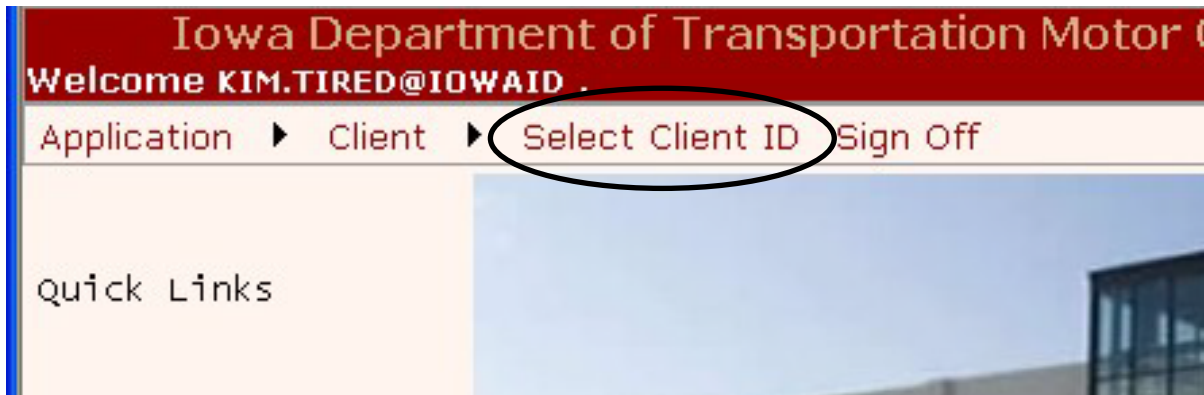 Iowa Department of Transportation Motor
Welcome KIM.TIRED@IOWAID .
Application ▶ Client ▶ Select Client ID Sign Off
Quick Links